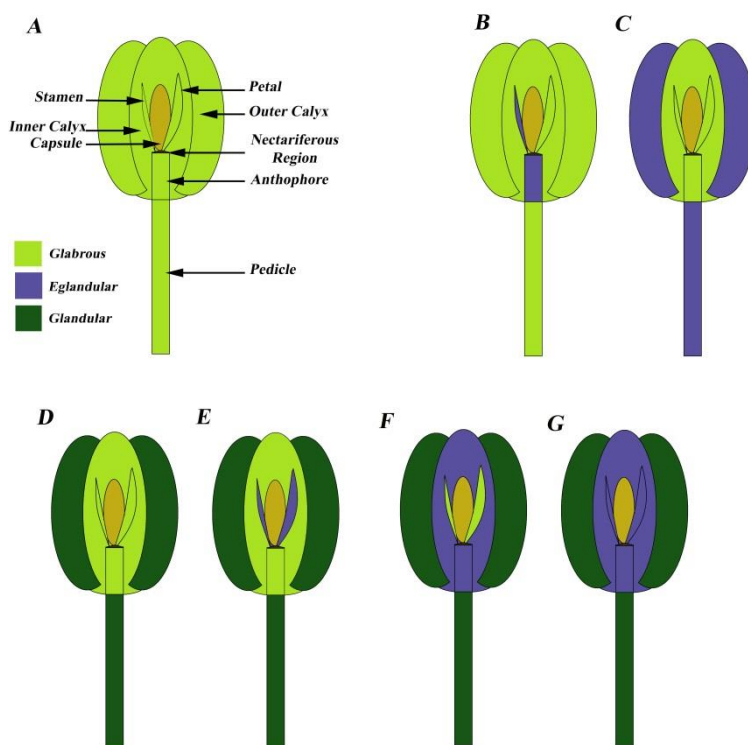 A
B
C
Stamen
Petal
Outer Calyx
Inner Calyx
Capsule
Nectariferous
Region
Anthophore
Pedicle
Glabrous
Eglandular
Glandular
D
E
F
G